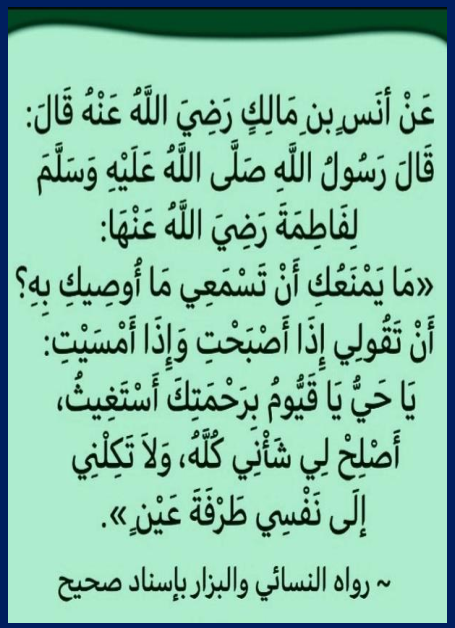 عَنْ أَنَسِ بنِ مَالِكٍ رَضِيَ اللَّهُ عَنْهُ قَالَ:
قَالَ رَسُولُ اللَّهِ صَلَّى اللَّهُ عَلَيْهِ وَسَلَّمَ
لِفَاطِمَةَ رَضِيَ اللَّهُ عَنْهَا:
«مَا يَمْنَعُكِ أَنْ تَسْمَعِي مَا أُوصِيكِ بِهِ؟
أَنْ تَقُولِي إِذَا أَصْبَحْتِ وَإِذَا أَمْسَيْتِ:
يَا حَيُّ يَا قَيُّومُ بِرَحْمَتِكَ أَسْتَغِيثُ،
أَصْلِحْ لِي شَأْنِي كُلَّهُ، وَلاَ تَكِلْنِي
إِلَى نَفْسِي طَرْفَةَ عَيْنٍ».
~ رواه النسائي والبزار بإسناد صحيح